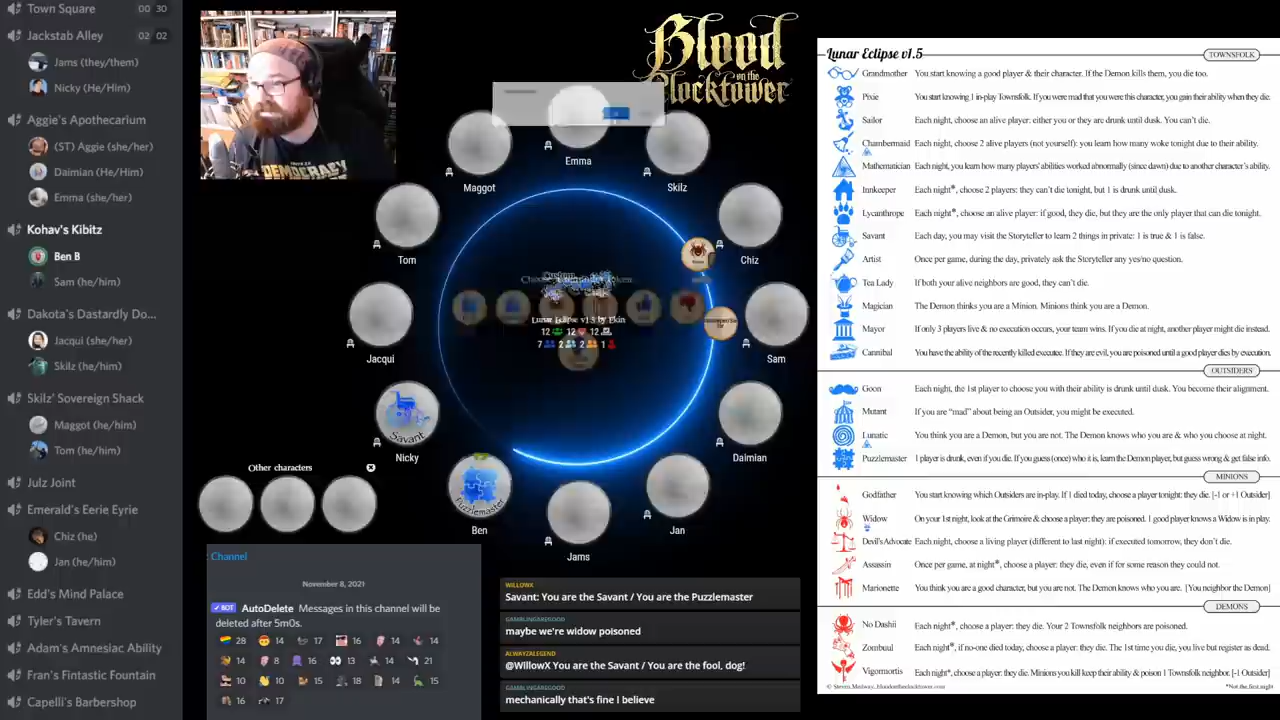 Town Square 00 30
Jackstab Alley 02 02
Jams (they/them)
Nicky (He/Him)
Aggie's Apothecarium
(ST) Aggie (she/her)
Daimian (He/Him)
Emma (she/her)
Kohav's Kibitz
Ben B
Sam (he/him)
Dakota's Dastardly Do...
Jacqui (she/her)
Skilz (he/him)
Skilz' Sovereign Shack
Maggot (he/him)
Tom (he/him)
Julz Joint
Emerald's Eerie Eyrie
Chiz (he)
Jan (he/him)
Edd's Mind Palace
Tyler's Tavern
Adam's Amnesiac Ability
Fran's Fantastic Fountain
Capelli's Barbershop
DEMOCRACY
Blood
on the
Clocktower
Emma
Maggot
Skilz
Tom
Chiz
Jacqui
Sam
Lunar Eclipse v1.5 by Ekin
12 12 12
7 2 2 1
Savant
Nicky
Daimian
Puzzlemaster
Ben
Jan
Jams
Other characters
Channel
November 8, 2021
BOT AutoDelete Messages in this channel will be
deleted after 5m0s.
28 14 17 16 14 14
14 8 16 13 14 21
10 10 15 18 14 15
16 17
WILLOWX
Savant: You are the Savant / You are the Puzzlemaster
GAMBLINGAREGOOD
maybe we're widow poisoned
ALWAYZALEGEND
@WillowX You are the Savant / You are the fool, dog!
GAMBLINGAREGOOD
mechanically that's fine I believe
Lunar Eclipse v1.5
TOWNSFOLK
Grandmother You start knowing a good player & their character. If the Demon kills them, you die too.
Pixie You start knowing 1 in-play Townsfolk. If you were mad that you were this character, you gain their ability when they die.
Sailor Each night, choose an alive player: either you or they are drunk until dusk. You can't die.
Chambermaid Each night, choose 2 alive players (not yourself): you learn how many woke tonight due to their ability.
Mathematician Each night, you learn how many players' abilities worked abnormally (since dawn) due to another character's ability.
Innkeeper Each night*, choose 2 players: they can't die tonight, but 1 is drunk until dusk.
Lycanthrope Each night*, choose an alive player: if good, they die, but they are the only player that can die tonight.
Savant Each day, you may visit the Storyteller to learn 2 things in private: 1 is true & 1 is false.
Artist Once per game, during the day, privately ask the Storyteller any yes/no question.
Tea Lady If both your alive neighbors are good, they can't die.
Magician The Demon thinks you are a Minion. Minions think you are a Demon.
Mayor If only 3 players live & no execution occurs, your team wins. If you die at night, another player might die instead.
Cannibal You have the ability of the recently killed executee. If they are evil, you are poisoned until a good player dies by execution.
OUTSIDERS
Goon Each night, the 1st player to choose you with their ability is drunk until dusk. You become their alignment.
Mutant If you are "mad" about being an Outsider, you might be executed.
Lunatic You think you are a Demon, but you are not. The Demon knows who you are & who you choose at night.
Puzzlemaster 1 player is drunk, even if you die. If you guess (once) who it is, learn the Demon player, but guess wrong & get false info.
MINIONS
Godfather You start knowing which Outsiders are in-play. If 1 died today, choose a player tonight: they die. [-1 or +1 Outsider]
Widow On your 1st night, look at the Grimoire & choose a player: they are poisoned. 1 good player knows a Widow is in play.
Devil's Advocate Each night, choose a living player (different to last night): if executed tomorrow, they don't die.
Assassin Once per game, at night*, choose a player: they die, even if for some reason they could not.
Marionette You think you are a good character, but you are not. The Demon knows who you are. [You neighbor the Demon]
DEMONS
No Dashii Each night*, choose a player: they die. Your 2 Townsfolk neighbors are poisoned.
Zombuul Each night*, if no-one died today, choose a player: they die. The 1st time you die, you live but register as dead.
Vigormortis Each night*, choose a player: they die. Minions you kill keep their ability & poison 1 Townsfolk neighbor. [-1 Outsider]
© Steven Medway, bloodontheclocktower.com *Not the first night